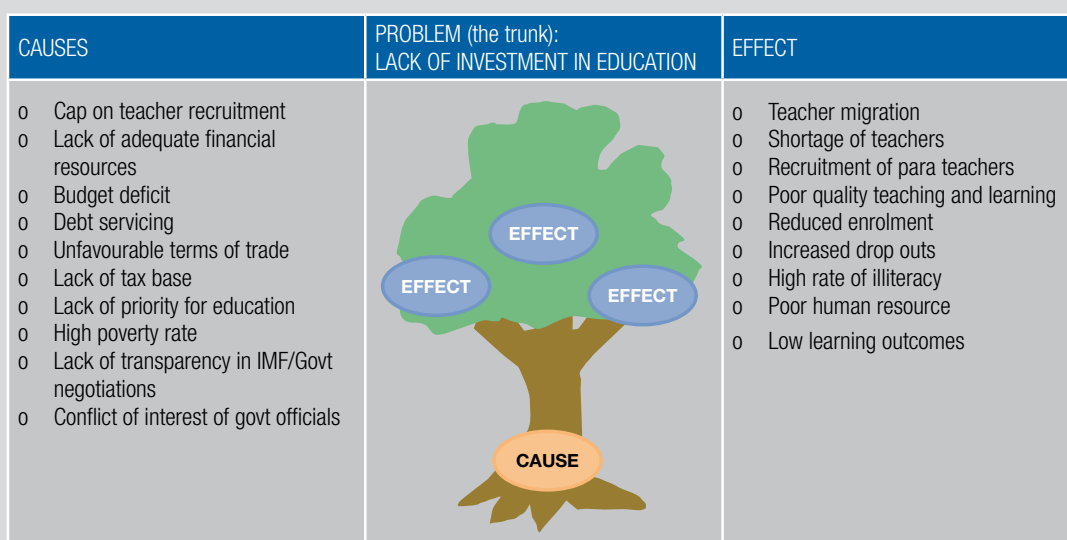 CAUSES
o Cap on teacher recruitment
o Lack of adequate financial
resources
o Budget deficit
o Debt servicing
o Unfavourable terms of trade
o Lack of tax base
o Lack of priority for education
o High poverty rate
o Lack of transparency in IMF/Govt
negotiations
o Conflict of interest of govt officials
PROBLEM (the trunk):
LACK OF INVESTMENT IN EDUCATION
EFFECT
EFFECT
EFFECT
CAUSE
EFFECT
o Teacher migration
o Shortage of teachers
o Recruitment of para teachers
o Poor quality teaching and learning
o Reduced enrolment
o Increased drop outs
o High rate of illiteracy
o Poor human resource
o Low learning outcomes